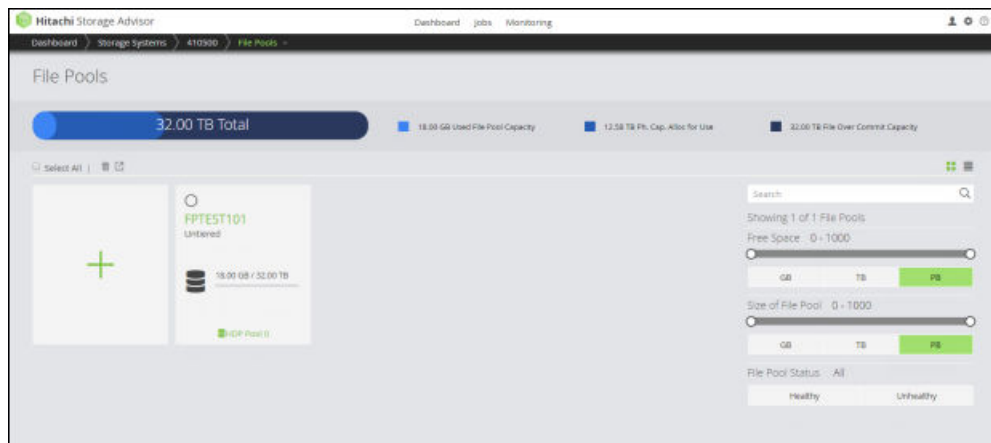 Hitachi Storage Advisor
Dashboard Jobs Monitoring
Dashboard Storage Systems 410500 File Pools
File Pools
32.00 TB Total
18.00 GB Used File Pool Capacity
12.58 TB Ph. Cap. Alloc for Use
32.00 TB File Over Commit Capacity
Select All |
FPTEST101
Untiered
18.00 GB / 32.00 TB
HDP Pool 0
Search
Showing 1 of 1 File Pools
Free Space 0 - 1000
GB TB PB
Size of File Pool 0 - 1000
GB TB PB
File Pool Status All
Healthy Unhealthy